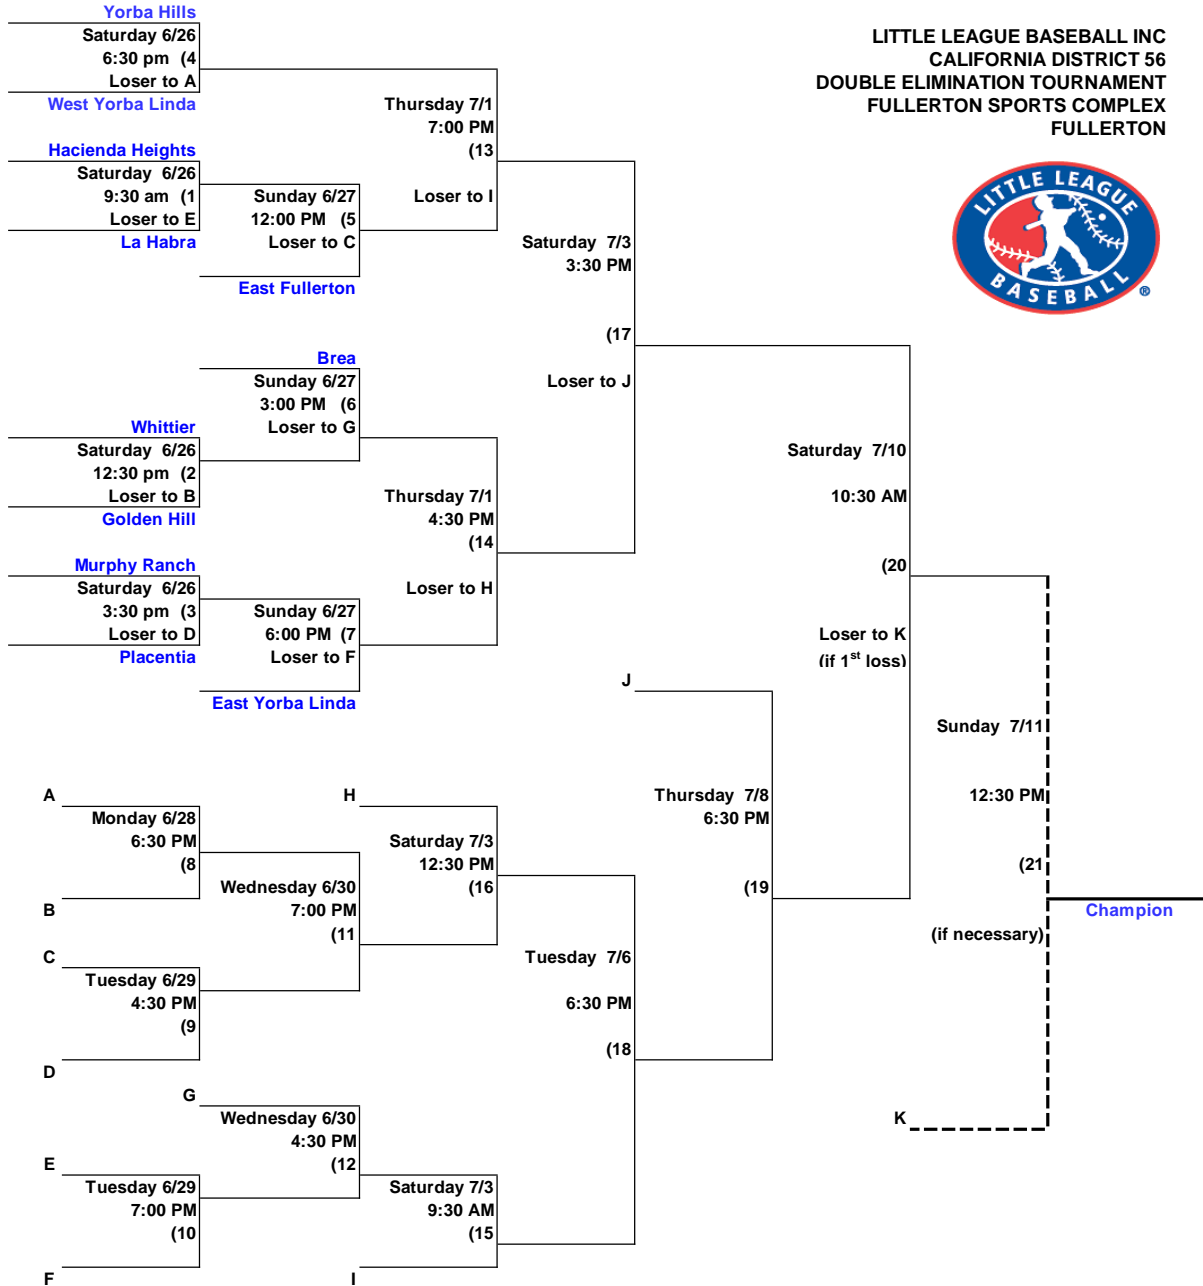 Yorba Hills
Saturday 6/26
6:30 pm (4
Loser to A
West Yorba Linda
LITTLE LEAGUE BASEBALL INC
CALIFORNIA DISTRICT 56
DOUBLE ELIMINATION TOURNAMENT
FULLERTON SPORTS COMPLEX
FULLERTON
LITTLE LEAGUE
BASEBALL
®
Thursday 7/1
7:00 PM
(13
Loser to I
Hacienda Heights
Saturday 6/26
9:30 am (1
Loser to E
La Habra
Sunday 6/27
12:00 PM (5
Loser to C
East Fullerton
Saturday 7/3
3:30 PM
(17
Loser to J
Brea
Sunday 6/27
3:00 PM (6
Loser to G
Whittier
Saturday 6/26
12:30 pm (2
Loser to B
Golden Hill
Thursday 7/1
4:30 PM
(14
Loser to H
Murphy Ranch
Saturday 6/26
3:30 pm (3
Loser to D
Placentia
Sunday 6/27
6:00 PM (7
Loser to F
East Yorba Linda
Saturday 7/10
10:30 AM
(20
Loser to K
(if 1st loss)
J
Sunday 7/11
12:30 PM
(21
(if necessary)
Champion
K
A
Monday 6/28
6:30 PM
(8
B
H
Saturday 7/3
12:30 PM
(16
Wednesday 6/30
7:00 PM
(11
C
Tuesday 6/29
4:30 PM
(9
D
Thursday 7/8
6:30 PM
(19
Tuesday 7/6
6:30 PM
(18
G
Wednesday 6/30
4:30 PM
(12
E
Tuesday 6/29
7:00 PM
(10
F
Saturday 7/3
9:30 AM
(15
I